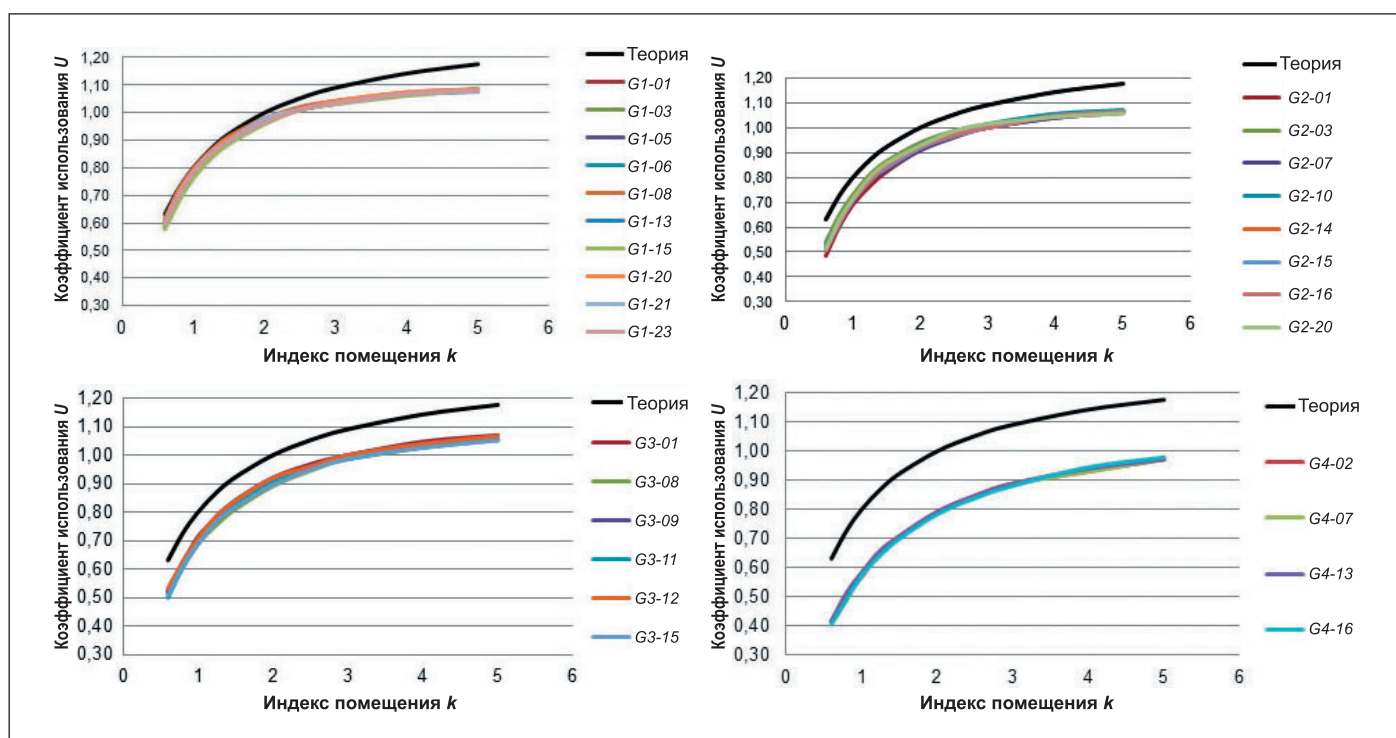 Коэффициент использования U
1,20
1,10
1,00
0,90
0,80
0,70
0,60
0,50
0,40
0,30
0 1 2 3 4 5 6
Индекс помещения k
Теория
G1-01
G1-03
G1-05
G1-06
G1-08
G1-13
G1-15
G1-20
G1-21
G1-23
Коэффициент использования U
1,20
1,10
1,00
0,90
0,80
0,70
0,60
0,50
0,40
0,30
0 1 2 3 4 5 6
Индекс помещения k
Теория
G2-01
G2-03
G2-07
G2-10
G2-14
G2-15
G2-16
G2-20
Коэффициент использования U
1,20
1,10
1,00
0,90
0,80
0,70
0,60
0,50
0,40
0,30
0 1 2 3 4 5 6
Индекс помещения k
Теория
G3-01
G3-08
G3-09
G3-11
G3-12
G3-15
Коэффициент использования U
1,20
1,10
1,00
0,90
0,80
0,70
0,60
0,50
0,40
0,30
0 1 2 3 4 5 6
Индекс помещения k
Теория
G4-02
G4-07
G4-13
G4-16